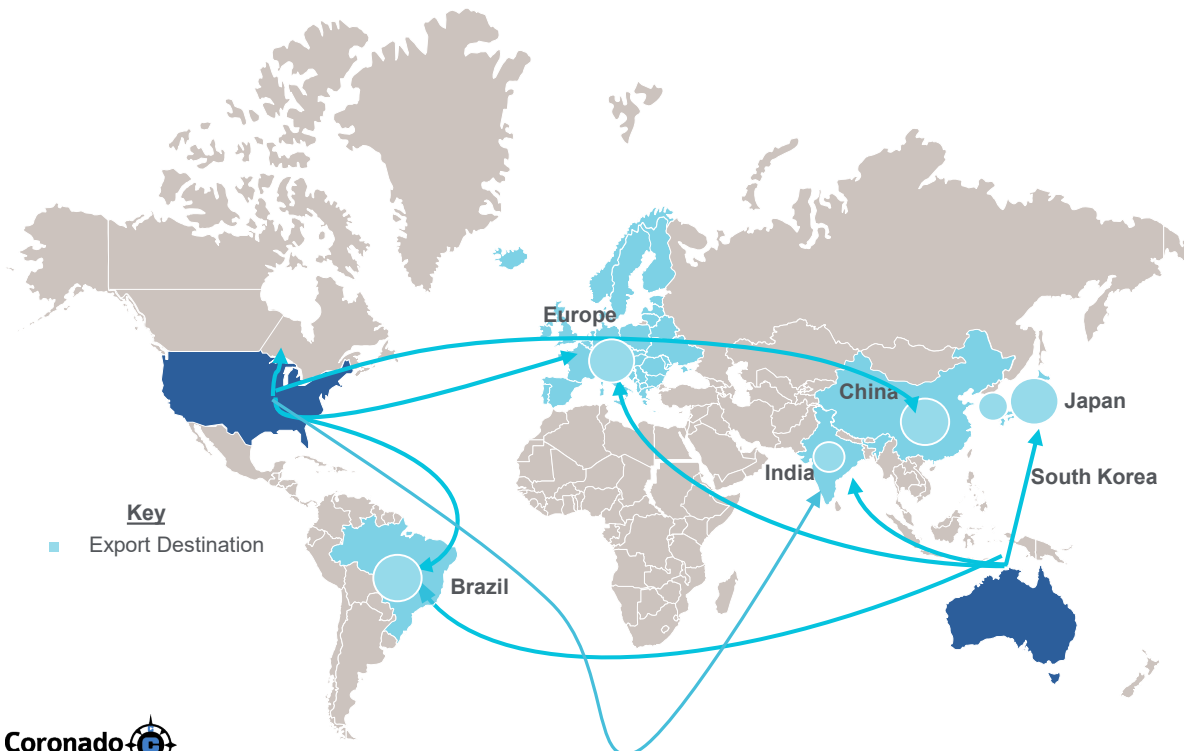 Europe
China
Japan
India
South Korea
Key
Export Destination
Brazil
Coronado
C